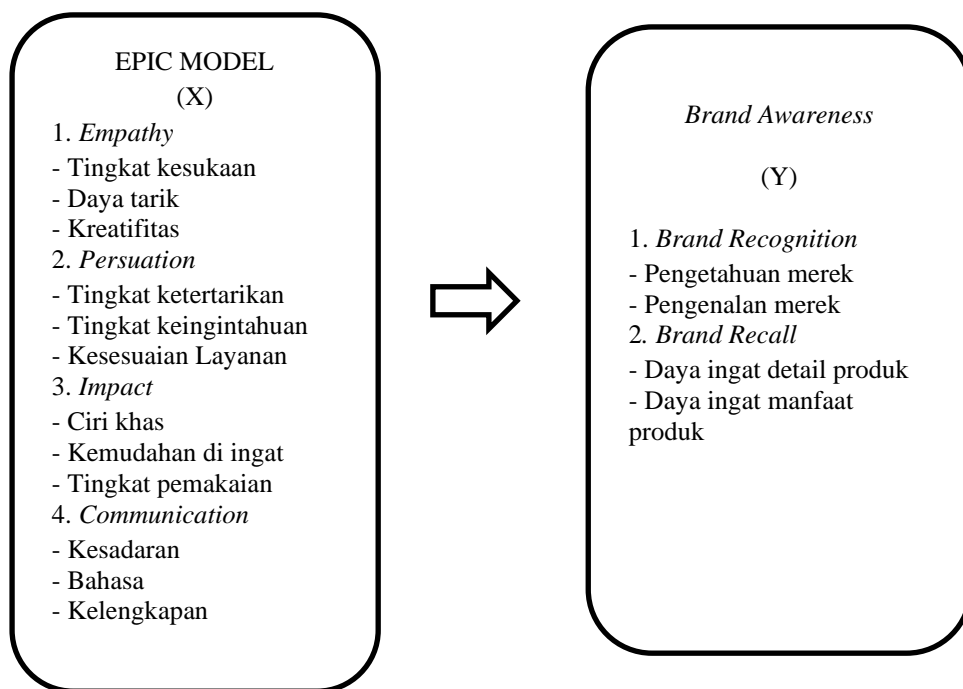 EPIC MODEL
(X)
1. Empathy
- Tingkat kesukaan
- Daya tarik
- Kreatifitas
2. Persuation
- Tingkat ketertarikan
- Tingkat keingintahuan
- Kesesuaian Layanan
3. Impact
- Ciri khas
- Kemudahan di ingat
- Tingkat pemakaian
4. Communication
- Kesadaran
- Bahasa
- Kelengkapan
Brand Awareness
(Y)
1. Brand Recognition
- Pengetahuan merek
- Pengenalan merek
2. Brand Recall
- Daya ingat detail produk
- Daya ingat manfaat
produk